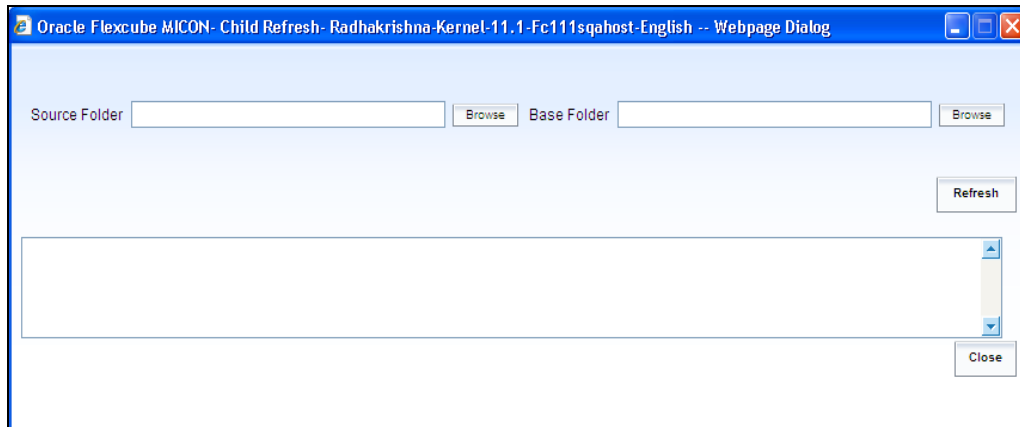 Oracle Flexcube MICON- Child Refresh- Radhakrishna-Kernel-11.1-Fc111sqahost-English -- Webpage Dialog
Source Folder Browse Base Folder Browse
Refresh
Close